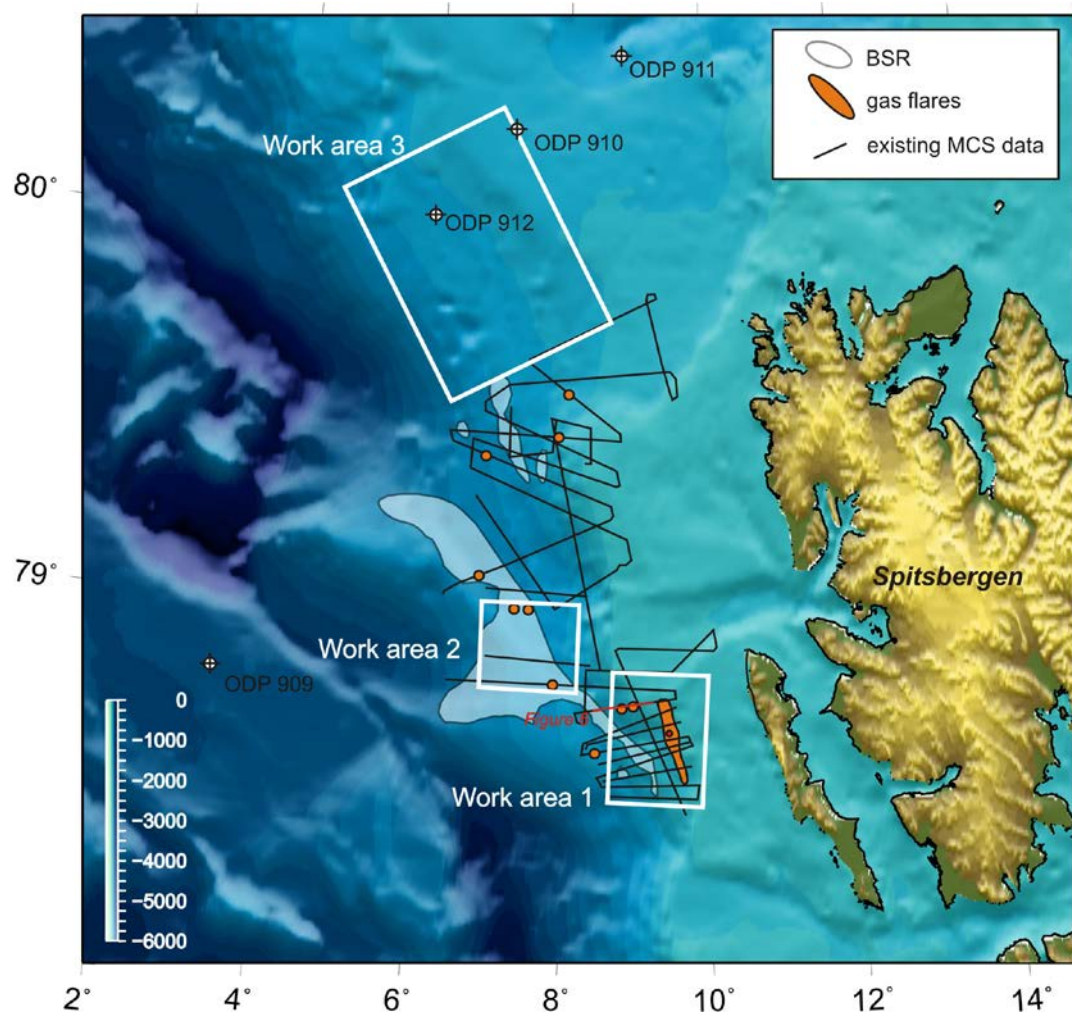 ODP 911
BSR
gas flares
existing MCS data
Work area 3
ODP 910
80°
ODP 912
79°
Spitsbergen
Work area 2
ODP 909
Figure 6
Work area 1
0
-1000
-2000
-3000
-4000
-5000
-6000
2°
4°
6°
8°
10°
12°
14°